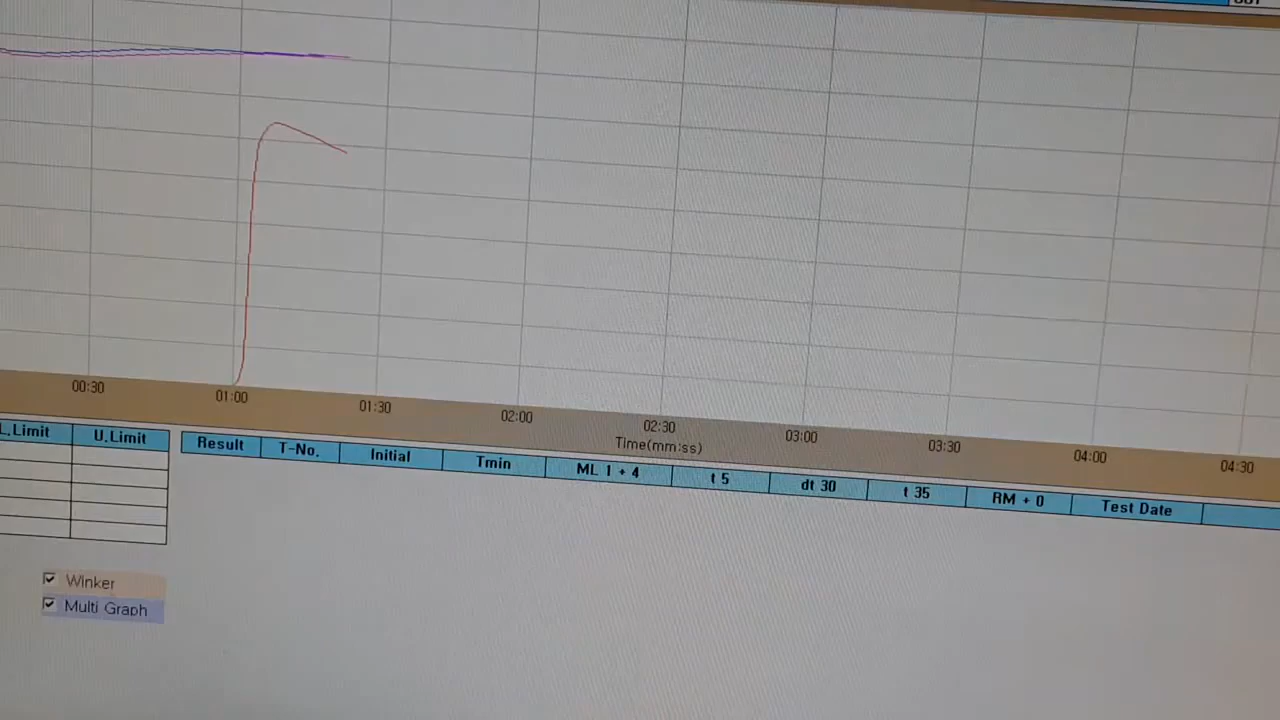 00:30 01:00 01:30 02:00 02:30 03:00 03:30 04:00 04:30
Time(mm:ss)
L.Limit U.Limit
Result T-No. Initial Tmin ML 1 + 4 t 5 dt 30 t 35 RM + 0 Test Date
Winker
Multi Graph